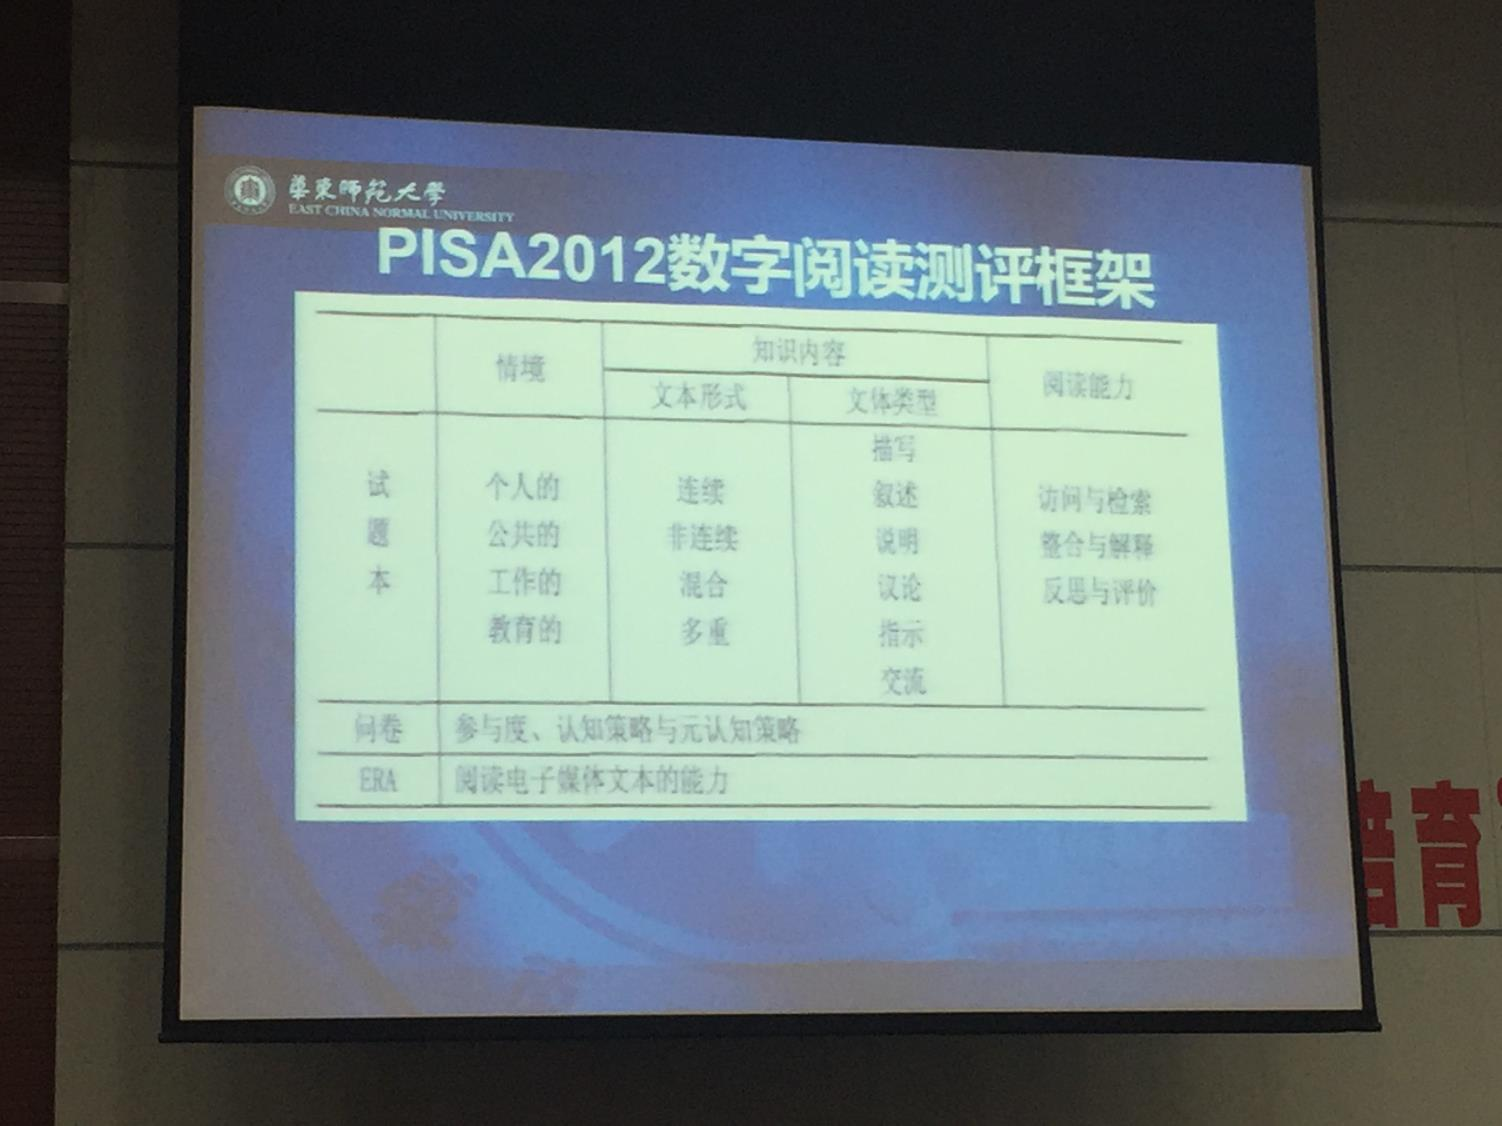 華東師範大學
EAST CHINA NORMAL UNIVERSITY
PISA2012数字阅读测评框架
情境
知识内容
阅读能力
文本形式
文体类型
试
题
本
个人的
公共的
工作的
教育的
连续
非连续
混合
多重
描写
叙述
说明
议论
指示
交流
访问与检索
整合与解释
反思与评价
问卷
参与度、认知策略与元认知策略
ERA
阅读电子媒体文本的能力
育